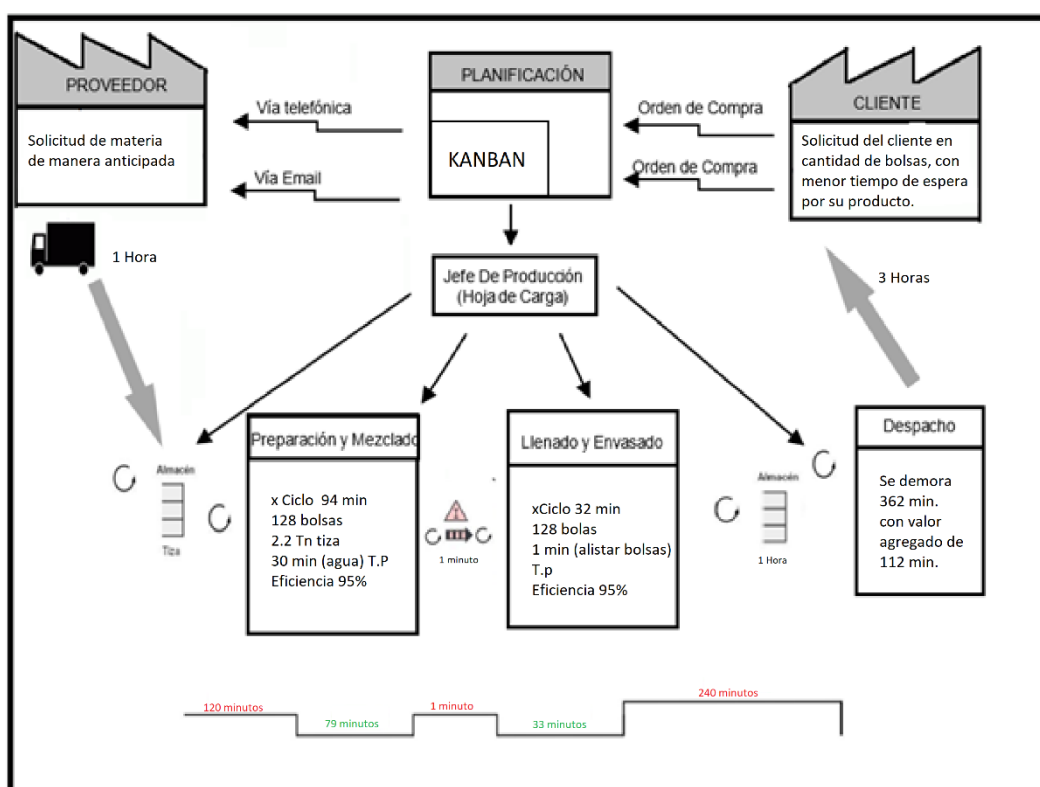 PROVEEDOR
Solicitud de materia
de manera anticipada
Vía telefónica
Vía Email
PLANIFICACIÓN
KANBAN
Orden de Compra
Orden de Compra
CLIENTE
Solicitud del cliente en
cantidad de bolsas, con
menor tiempo de espera
por su producto.
1 Hora
Jefe De Producción
(Hoja de Carga)
3 Horas
Almacén
Tiza
Preparación y Mezclado
x Ciclo 94 min
128 bolsas
2.2 Tn tiza
30 min (agua) T.P
Eficiencia 95%
1 minuto
Llenado y Envasado
xCiclo 32 min
128 bolas
1 min (alistar bolsas)
T.p
Eficiencia 95%
Almacén
1 Hora
Despacho
Se demora
362 min.
con valor
agregado de
112 min.
120 minutos
79 minutos
1 minuto
33 minutos
240 minutos